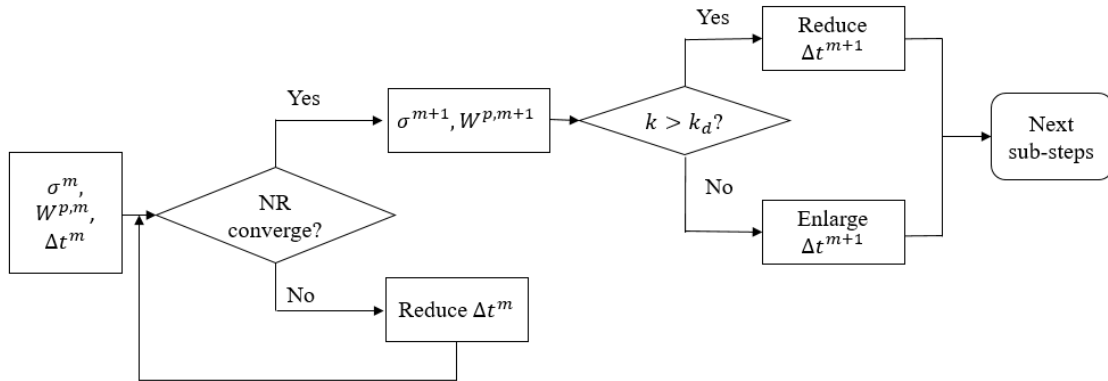 σ^m,
W^{p,m},
Δt^m
NR
converge?
Yes
σ^{m+1}, W^{p,m+1}
k > k_d?
Yes
Reduce
Δt^{m+1}
No
Enlarge
Δt^{m+1}
Next
sub-steps
No
Reduce Δt^m